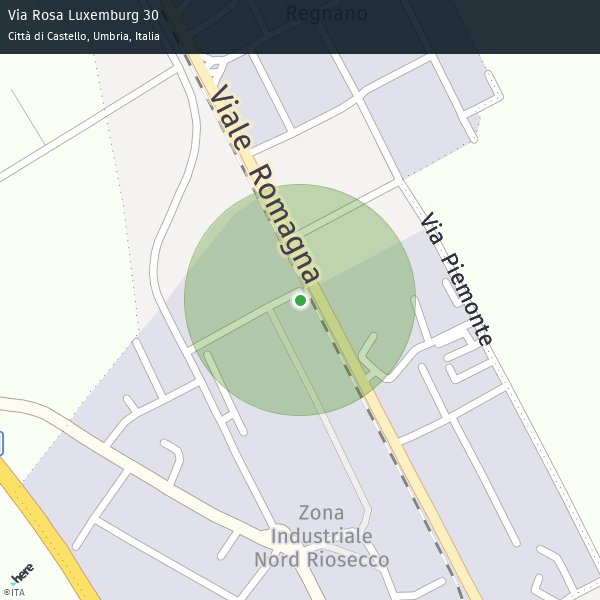 Via Rosa Luxemburg 30
Città di Castello, Umbria, Italia
Regnano
Viale Romagna
Via Piemonte
Zona
Industriale
Nord Riosecco
here
©ITA